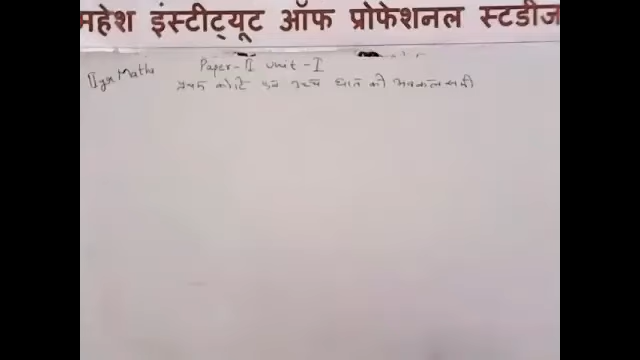 महेश इंस्टीट्यूट ऑफ प्रोफेशनल स्टडीज
II yr Maths Paper-II unit-I
प्रथम कोटि एवं उच्च घात की अवकल समी